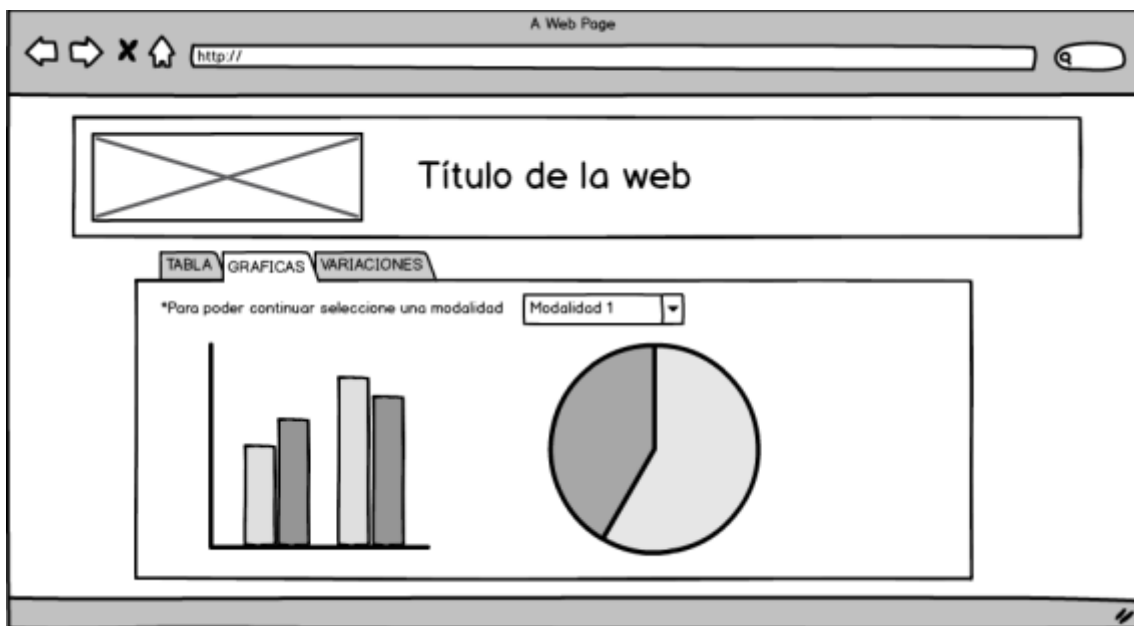 A Web Page
http://
Título de la web
TABLA GRAFICAS VARIACIONES
*Para poder continuar seleccione una modalidad Modalidad 1